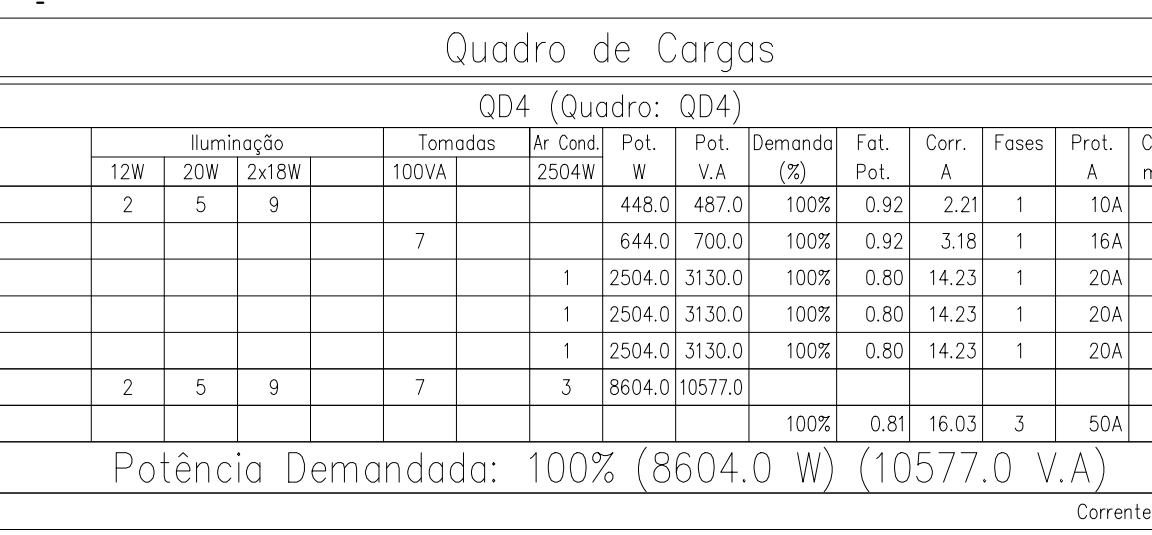 Quadro de Cargas
QD4 (Quadro: QD4)
Iluminação Tomadas Ar Cond. Pot. Pot. Demanda Fat. Corr. Fases Prot.
12W 20W 2x18W 100VA 2504W W V.A (%) Pot. A A
2 5 9 448.0 487.0 100% 0.92 2.21 1 10A
7 644.0 700.0 100% 0.92 3.18 1 16A
1 2504.0 3130.0 100% 0.80 14.23 1 20A
1 2504.0 3130.0 100% 0.80 14.23 1 20A
1 2504.0 3130.0 100% 0.80 14.23 1 20A
2 5 9 7 3 8604.0 10577.0
100% 0.81 16.03 3 50A
Potência Demandada: 100% (8604.0 W) (10577.0 V.A)
Corrente